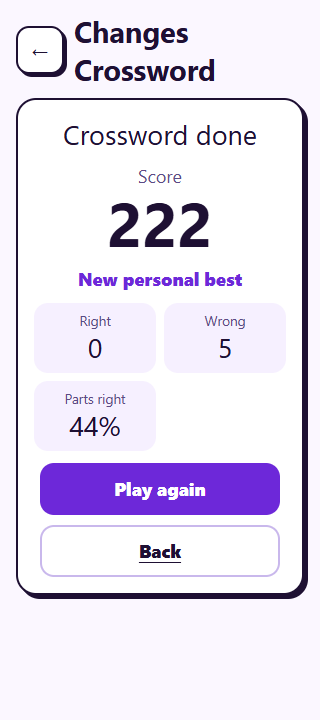 ←
Changes
Crossword
Crossword done
Score
222
New personal best
Right
0
Wrong
5
Parts right
44%
Play again
Back